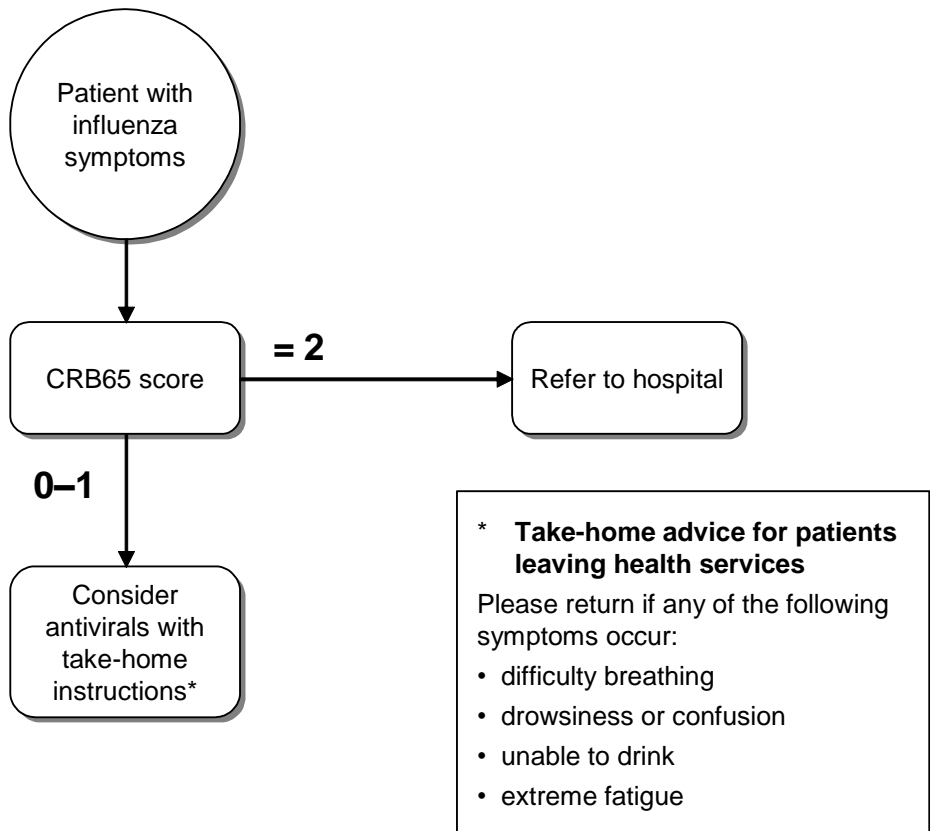 Patient with
influenza
symptoms
CRB65 score
= 2
Refer to hospital
0–1
Consider
antivirals with
take-home
instructions*
* Take-home advice for patients
leaving health services
Please return if any of the following
symptoms occur:
• difficulty breathing
• drowsiness or confusion
• unable to drink
• extreme fatigue